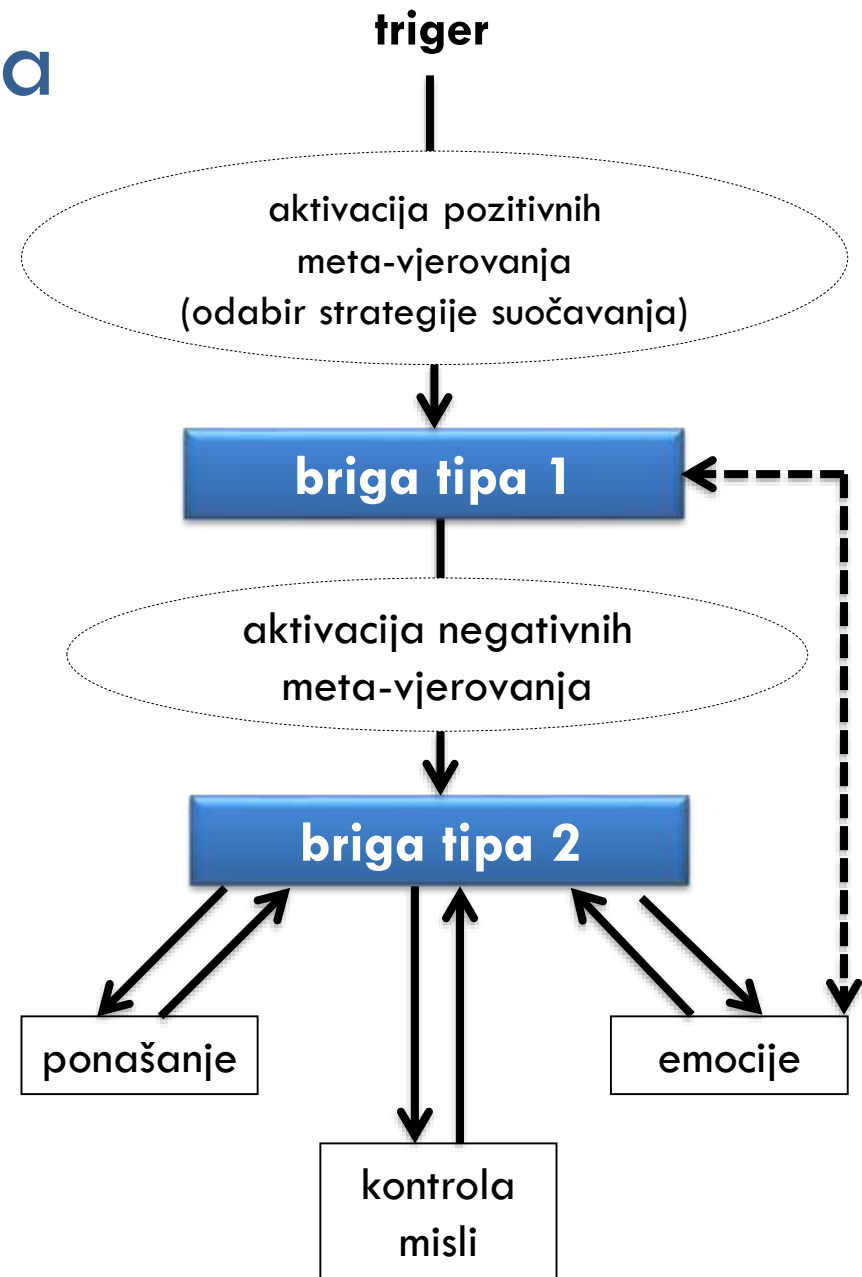 a
triger
aktivacija pozitivnih
meta-vjerovanja
(odabir strategije suočavanja)
briga tipa 1
aktivacija negativnih
meta-vjerovanja
briga tipa 2
ponašanje
emocije
kontrola
misli